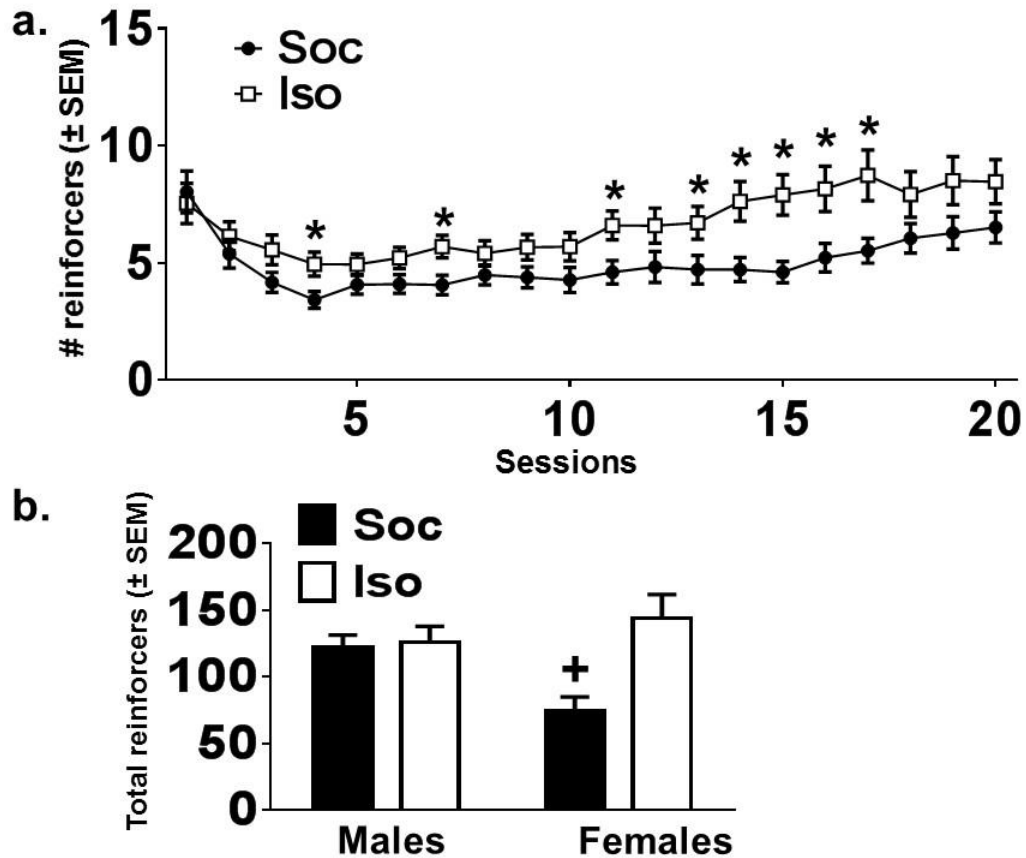 a.
# reinforcers (± SEM)
15
10
5
0
Soc
Iso
* * * * * * * *
5 10 15 20
Sessions
b.
Total reinforcers (± SEM)
200
150
100
50
0
Soc
Iso
+
Males Females